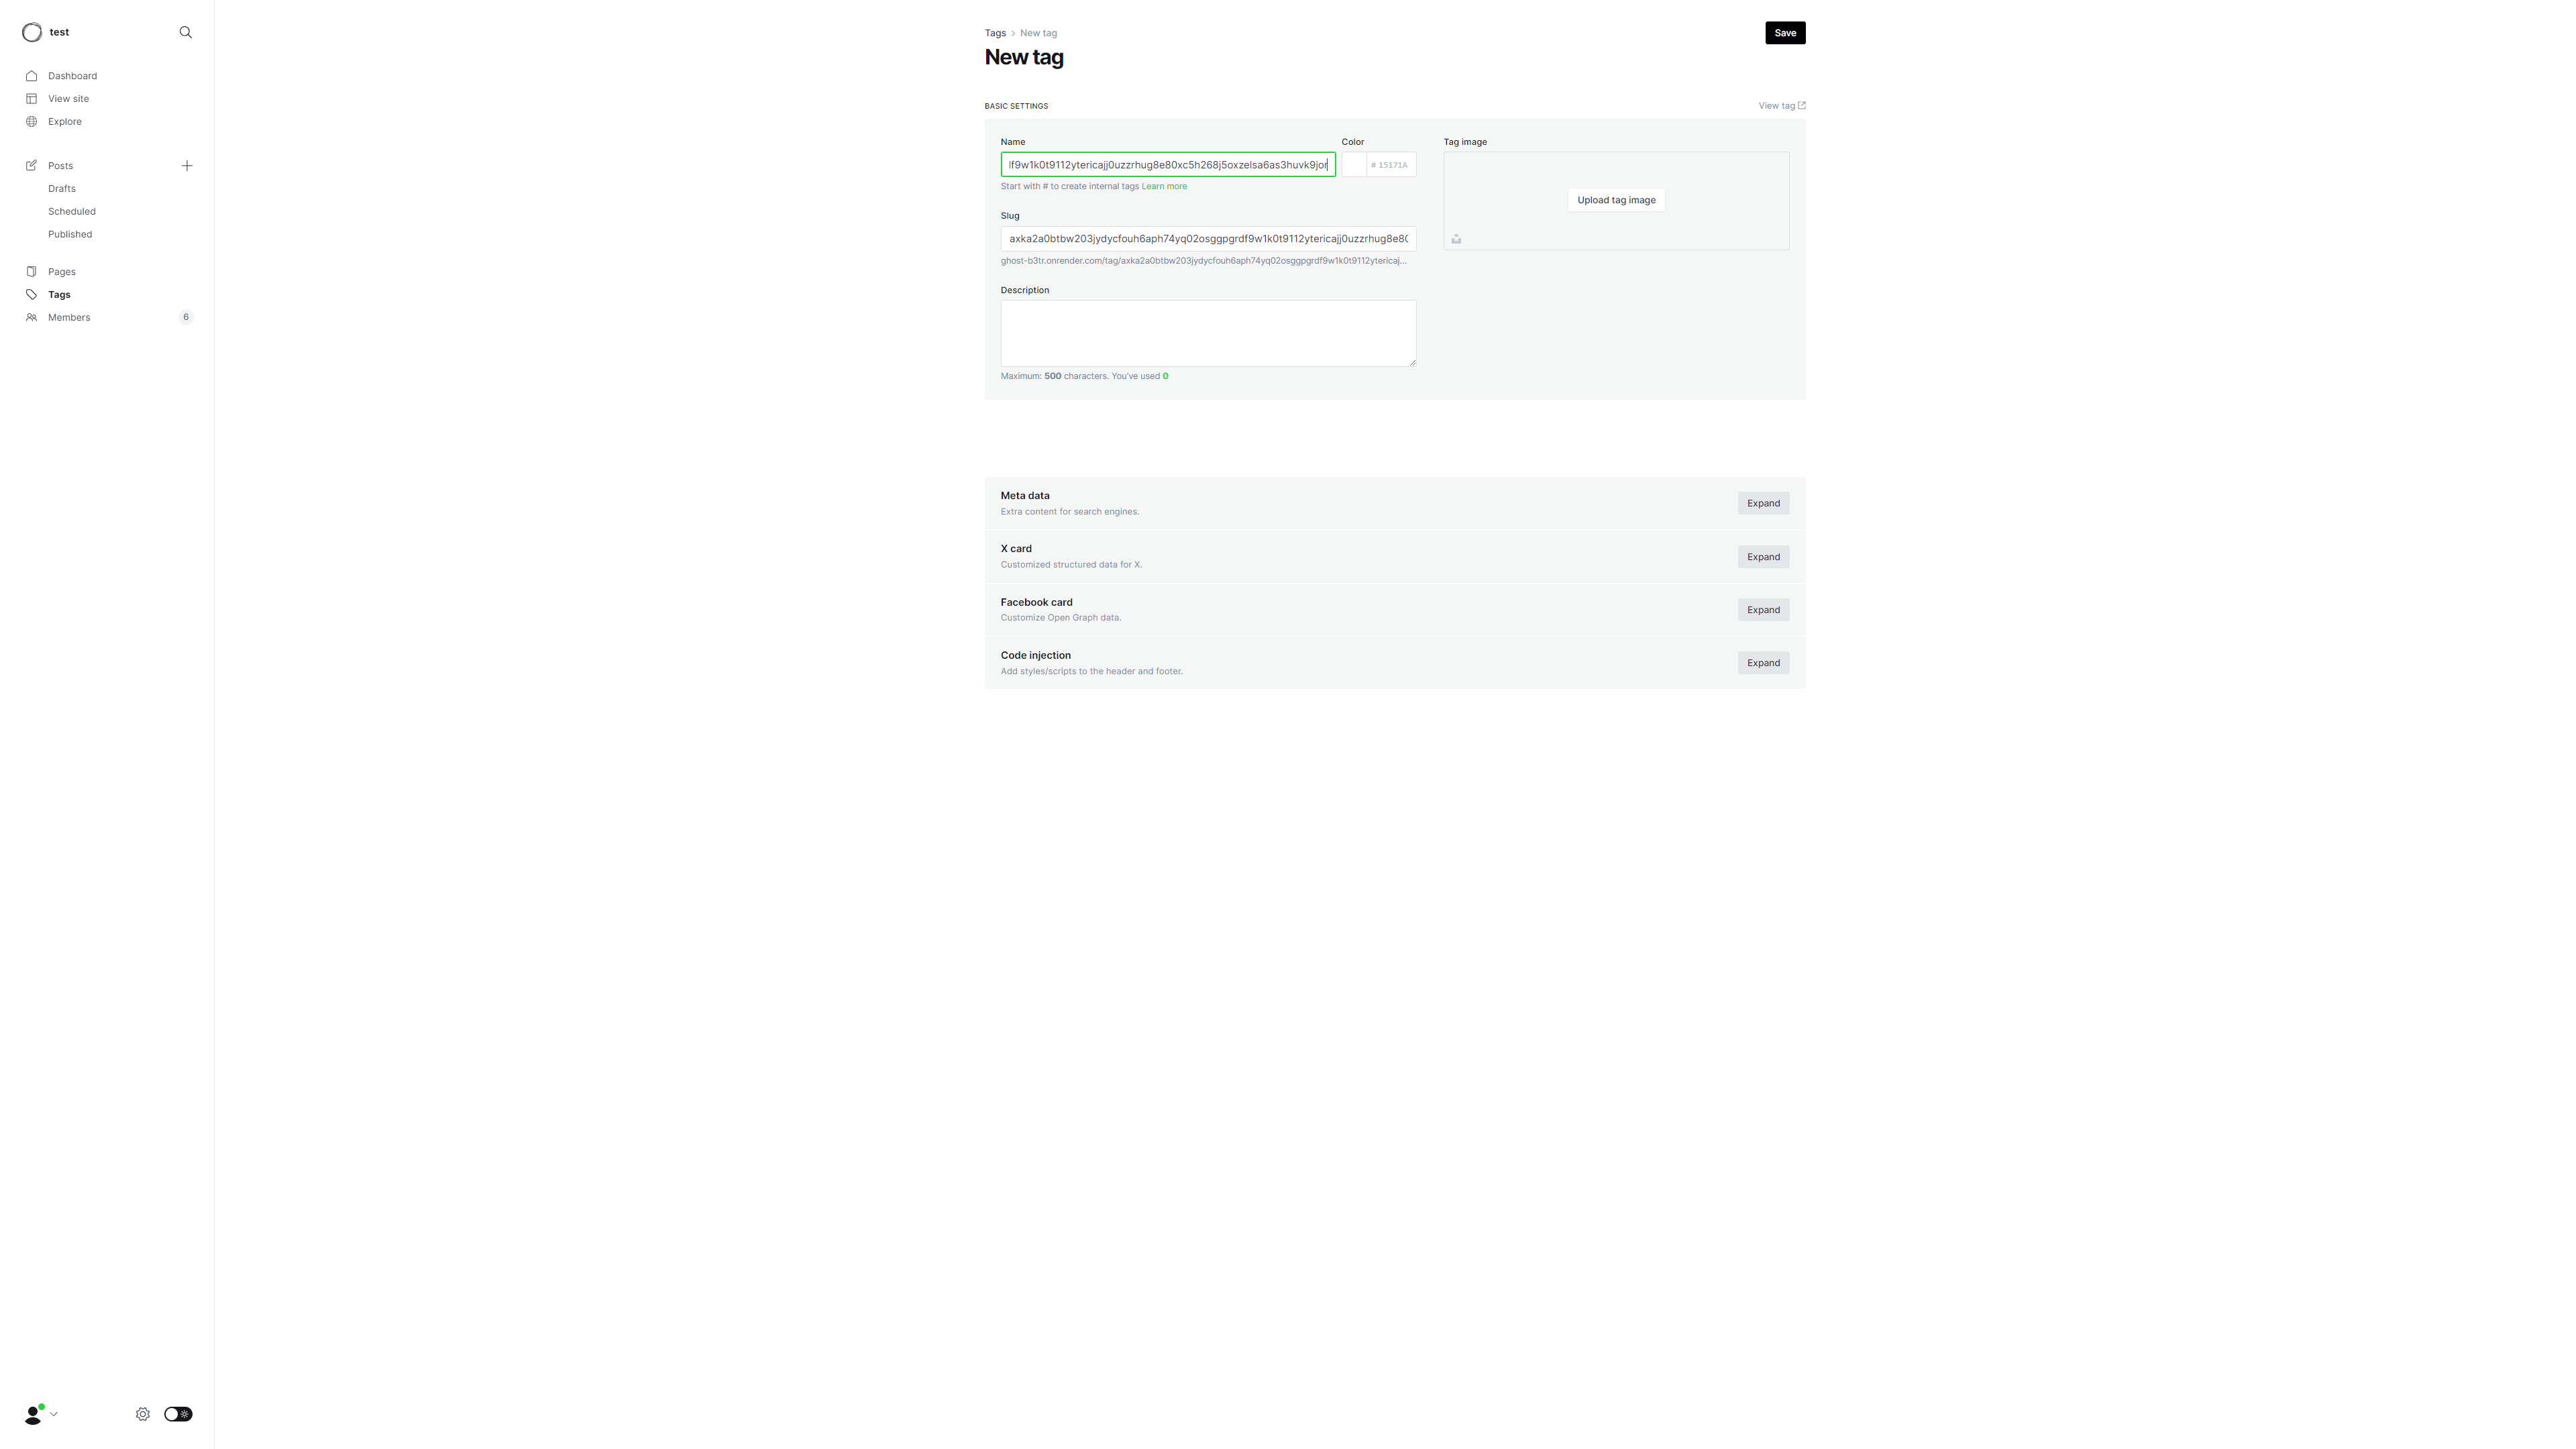 test
Dashboard
View site
Explore
Posts
Drafts
Scheduled
Published
Pages
Tags
Members 6
Tags > New tag
Save
New tag
BASIC SETTINGS
View tag
Name
Color
Tag image
lf9w1k0t9112ytericajj0uzzrhug8e80xc5h268j5oxzelsa6as3huvk9jor
# 15171A
Start with # to create internal tags Learn more
Upload tag image
Slug
axka2a0btbw203jydycfouh6aph74yq02osggpgrdf9w1k0t9112ytericajj0uzzrhug8e80
ghost-b3tr.onrender.com/tag/axka2a0btbw203jydycfouh6aph74yq02osggpgrdf9w1k0t9112ytericaj...
Description
Maximum: 500 characters. You've used 0
Meta data
Extra content for search engines.
Expand
X card
Customized structured data for X.
Expand
Facebook card
Customize Open Graph data.
Expand
Code injection
Add styles/scripts to the header and footer.
Expand